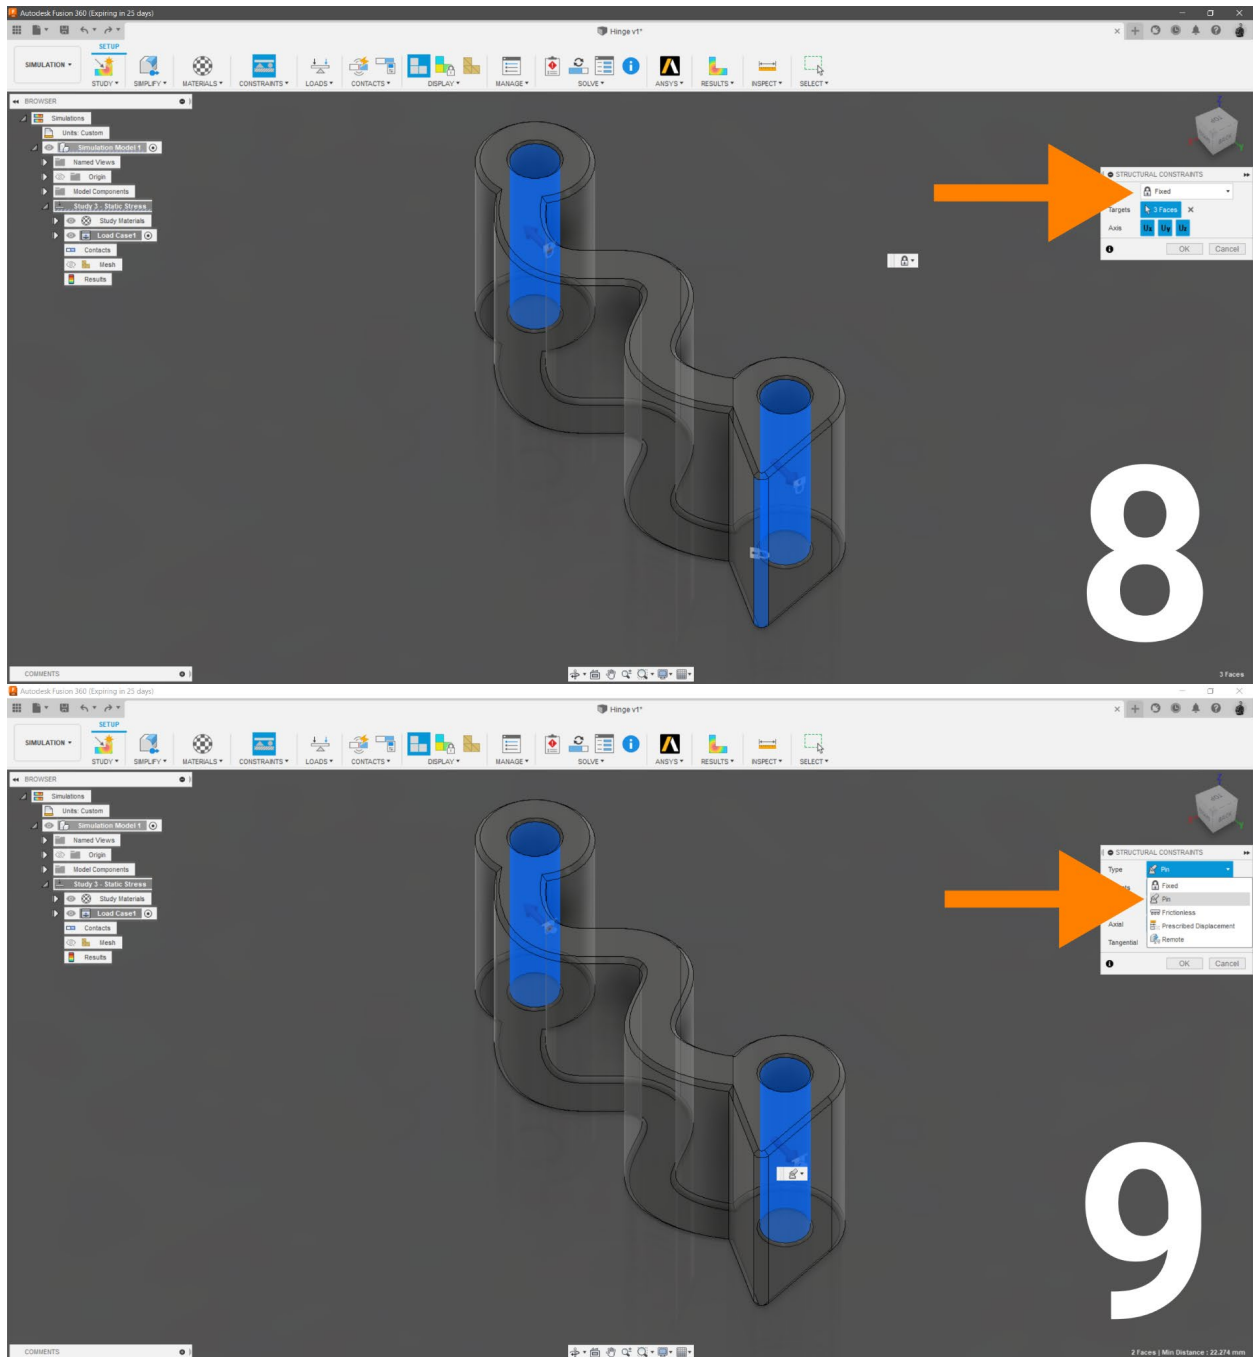 Autodesk Fusion 360 (Expiring in 25 days)
Hinge v1*
SETUP
SIMULATION
STUDY
SIMPLIFY
MATERIALS
CONSTRAINTS
LOADS
CONTACTS
DISPLAY
MANAGE
SOLVE
ANSYS
RESULTS
INSPECT
SELECT
BROWSER
Simulations
Units: Custom
Simulation Model 1
Named Views
Origin
Model Components
Study 3 - Static Stress
Study Materials
Load Case1
Contacts
Mesh
Results
STRUCTURAL CONSTRAINTS
Fixed
Targets 3 Faces
Axis Ux Uy Uz
OK Cancel
8
COMMENTS
3 Faces
Autodesk Fusion 360 (Expiring in 25 days)
Hinge v1*
SETUP
SIMULATION
STUDY
SIMPLIFY
MATERIALS
CONSTRAINTS
LOADS
CONTACTS
DISPLAY
MANAGE
SOLVE
ANSYS
RESULTS
INSPECT
SELECT
BROWSER
Simulations
Units: Custom
Simulation Model 1
Named Views
Origin
Model Components
Study 3 - Static Stress
Study Materials
Load Case1
Contacts
Mesh
Results
BACK
STRUCTURAL CONSTRAINTS
Type Pin
Fixed
Pin
Frictionless
Axial Prescribed Displacement
Tangential Remote
OK Cancel
9
COMMENTS
2 Faces | Min Distance : 22.274 mm